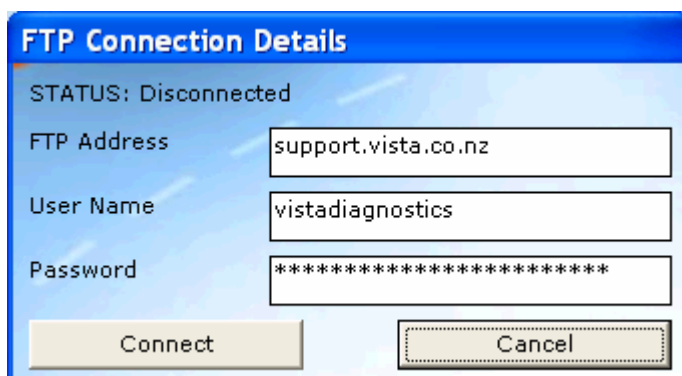 FTP Connection Details
STATUS: Disconnected
FTP Address support.vista.co.nz
User Name vistadiagnostics
Password ************************
Connect Cancel